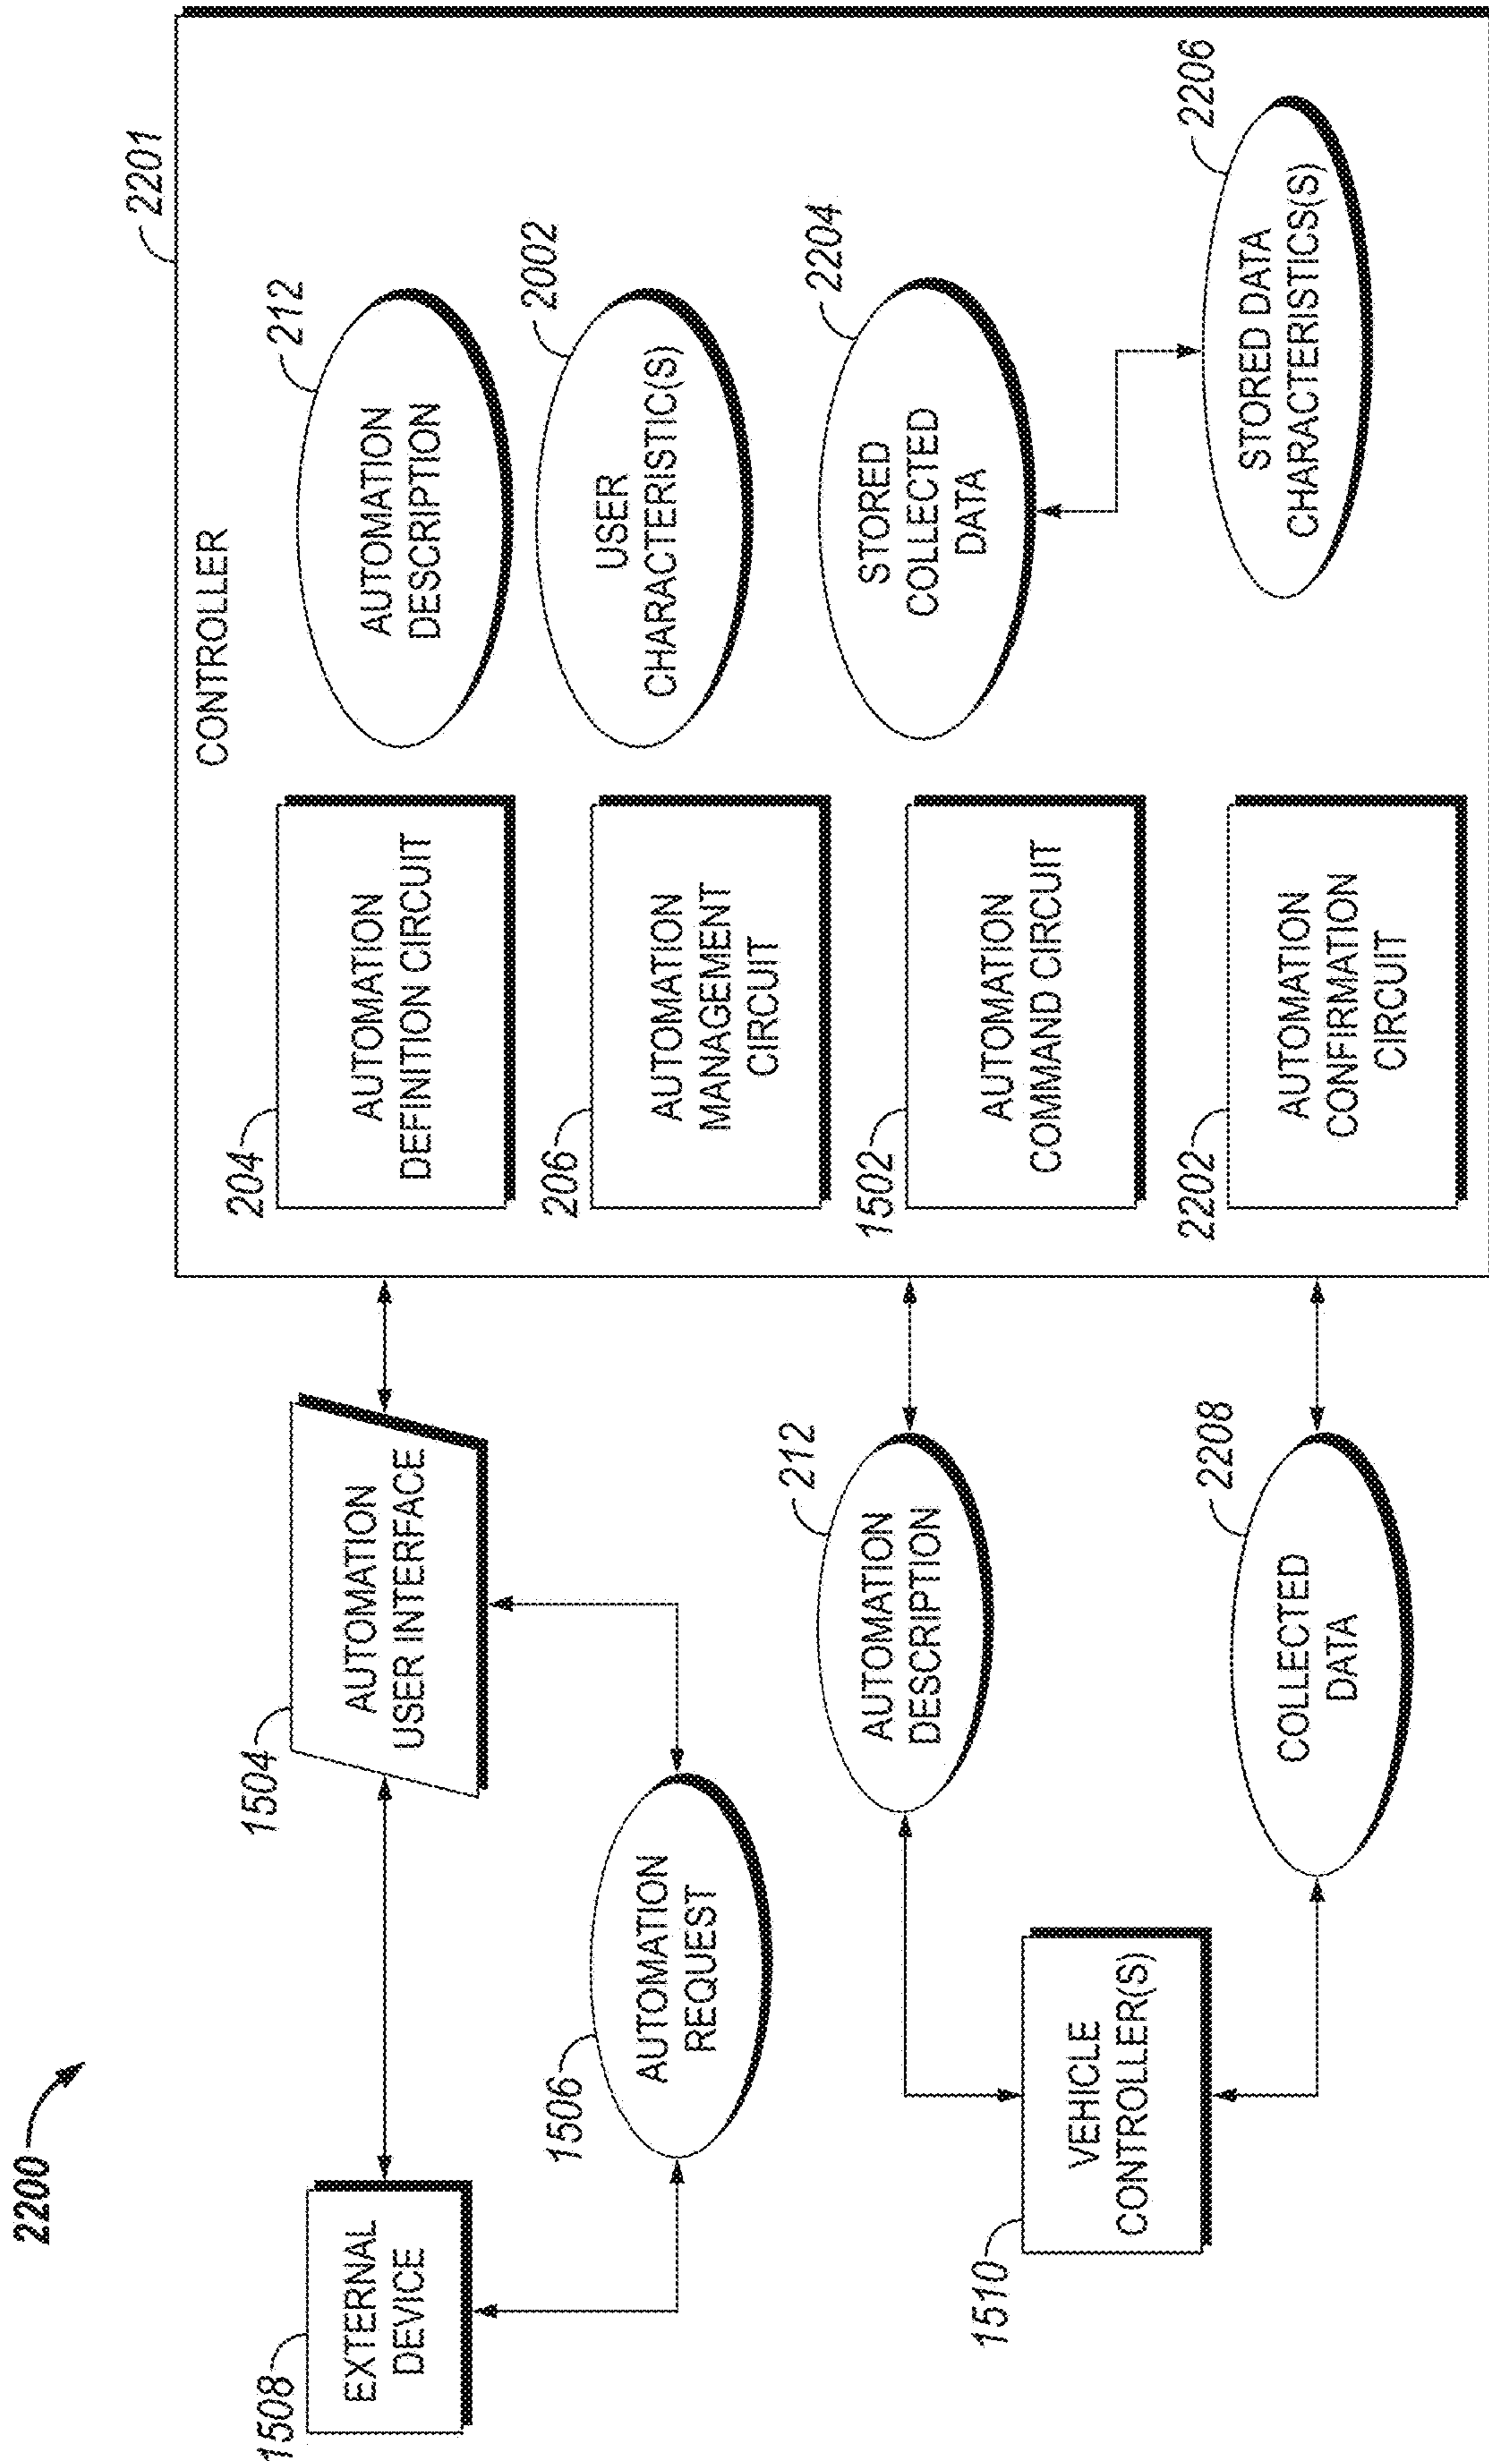 2200
1508
EXTERNAL
DEVICE
1504
AUTOMATION
USER INTERFACE
1506
AUTOMATION
REQUEST
1510
VEHICLE
CONTROLLER(S)
212
AUTOMATION
DESCRIPTION
2208
COLLECTED
DATA
2201
CONTROLLER
204
AUTOMATION
DEFINITION CIRCUIT
212
AUTOMATION
DESCRIPTION
206
AUTOMATION
MANAGEMENT
CIRCUIT
2002
USER
CHARACTERISTIC(S)
1502
AUTOMATION
COMMAND CIRCUIT
2204
STORED
COLLECTED
DATA
2202
AUTOMATION
CONFIRMATION
CIRCUIT
2206
STORED DATA
CHARACTERISTICS(S)